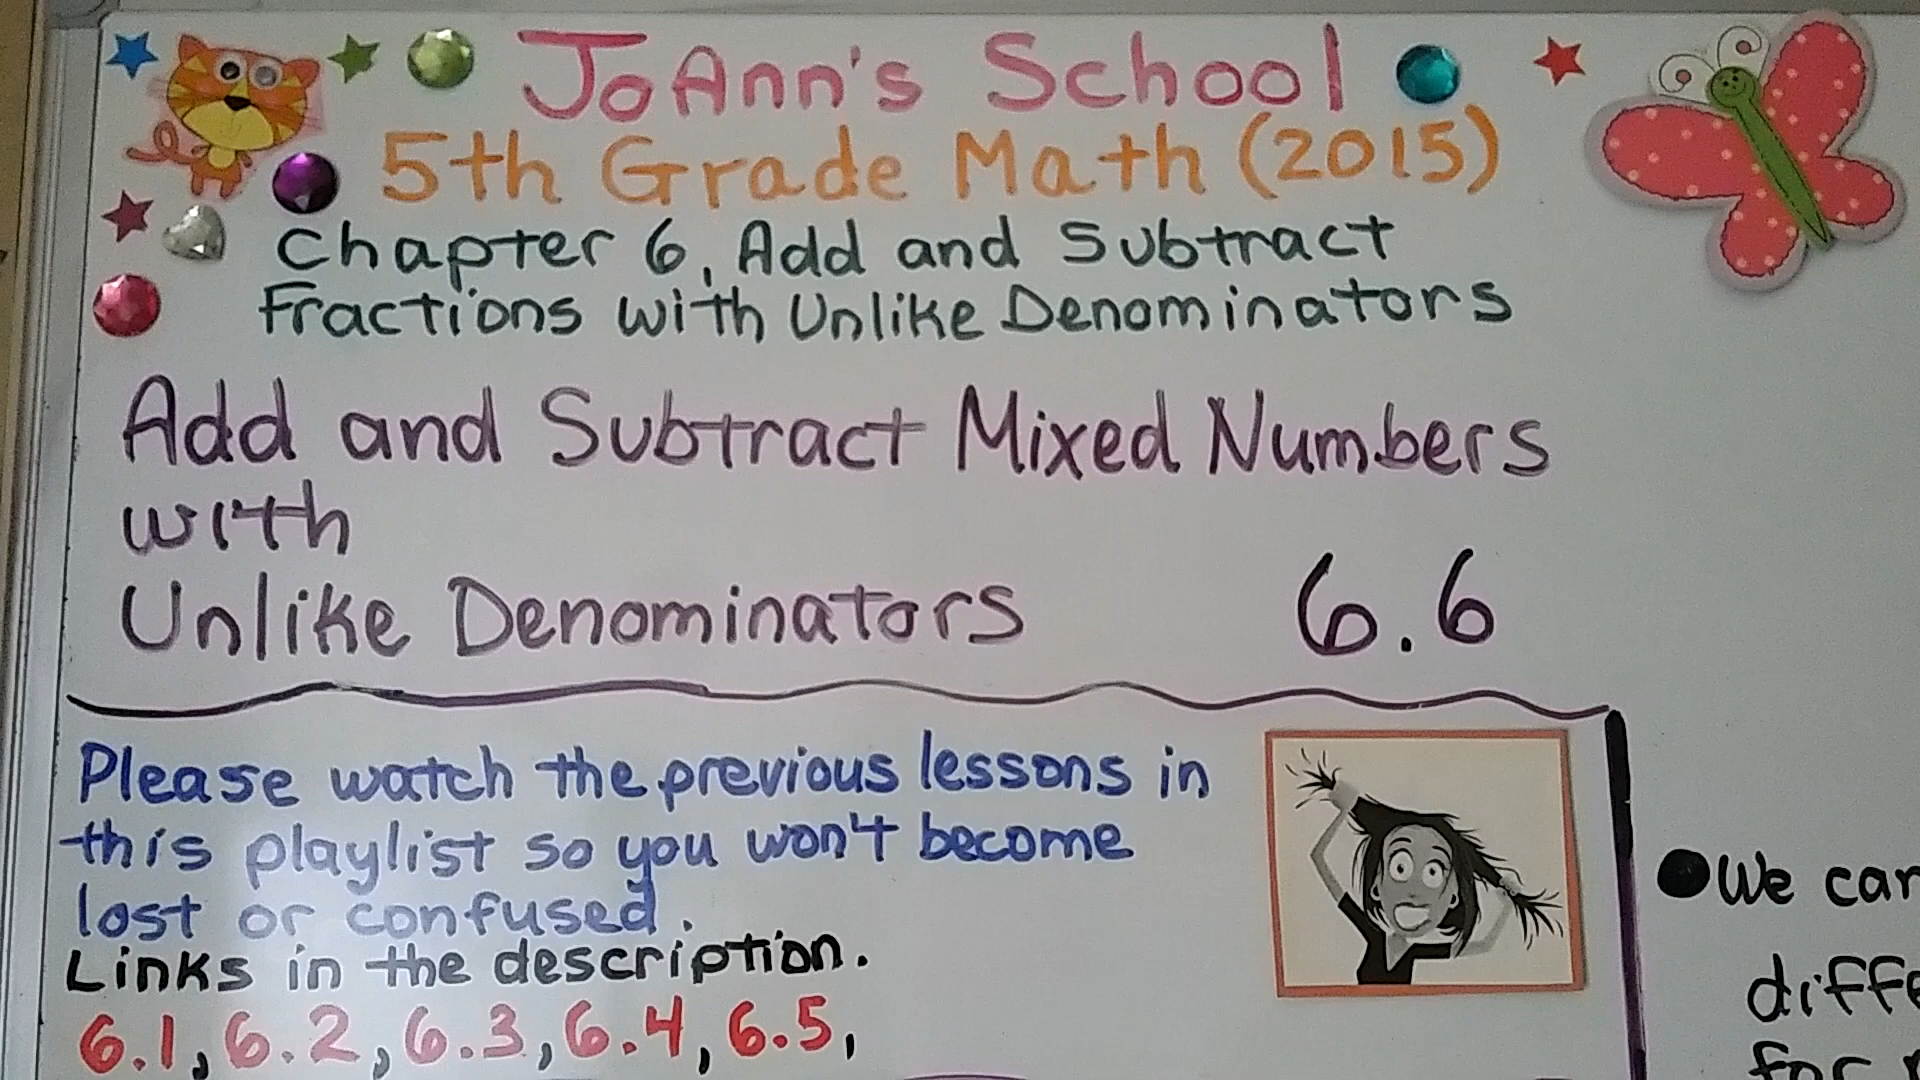 JoAnn's School
5th Grade Math (2015)
Chapter 6, Add and Subtract
Fractions with Unlike Denominators
Add and Subtract Mixed Numbers
with
Unlike Denominators 6.6
Please watch the previous lessons in
this playlist so you won't become
lost or confused.
Links in the description.
6.1, 6.2, 6.3, 6.4, 6.5,
We
for